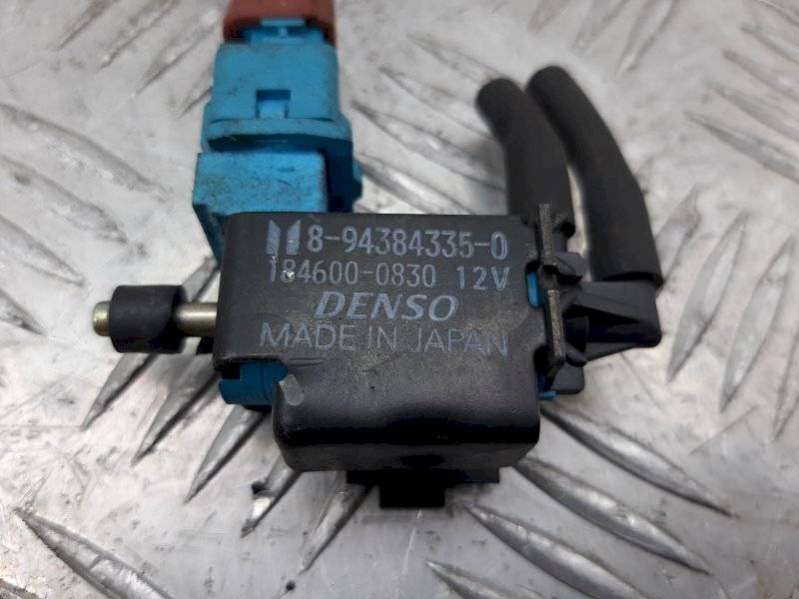 8-94384335-0
184600-0830 12V
DENSO
MADE IN JAPAN